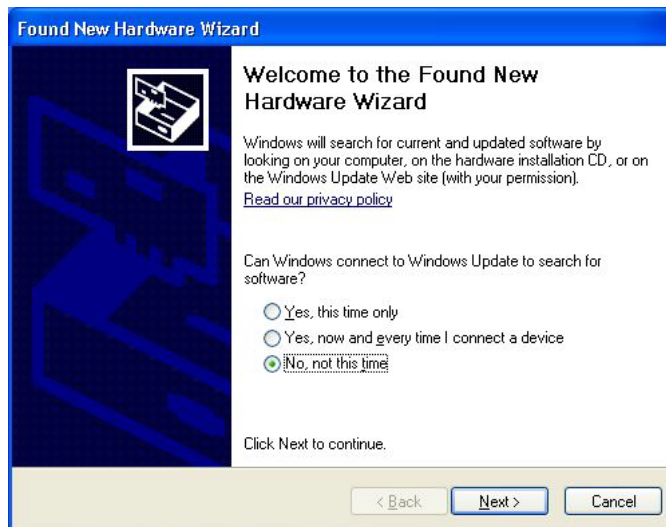 Found New Hardware Wizard
Welcome to the Found New
Hardware Wizard
Windows will search for current and updated software by
looking on your computer, on the hardware installation CD, or on
the Windows Update Web site (with your permission).
Read our privacy policy
Can Windows connect to Windows Update to search for
software?
Yes, this time only
Yes, now and every time I connect a device
No, not this time
Click Next to continue.
< Back Next > Cancel